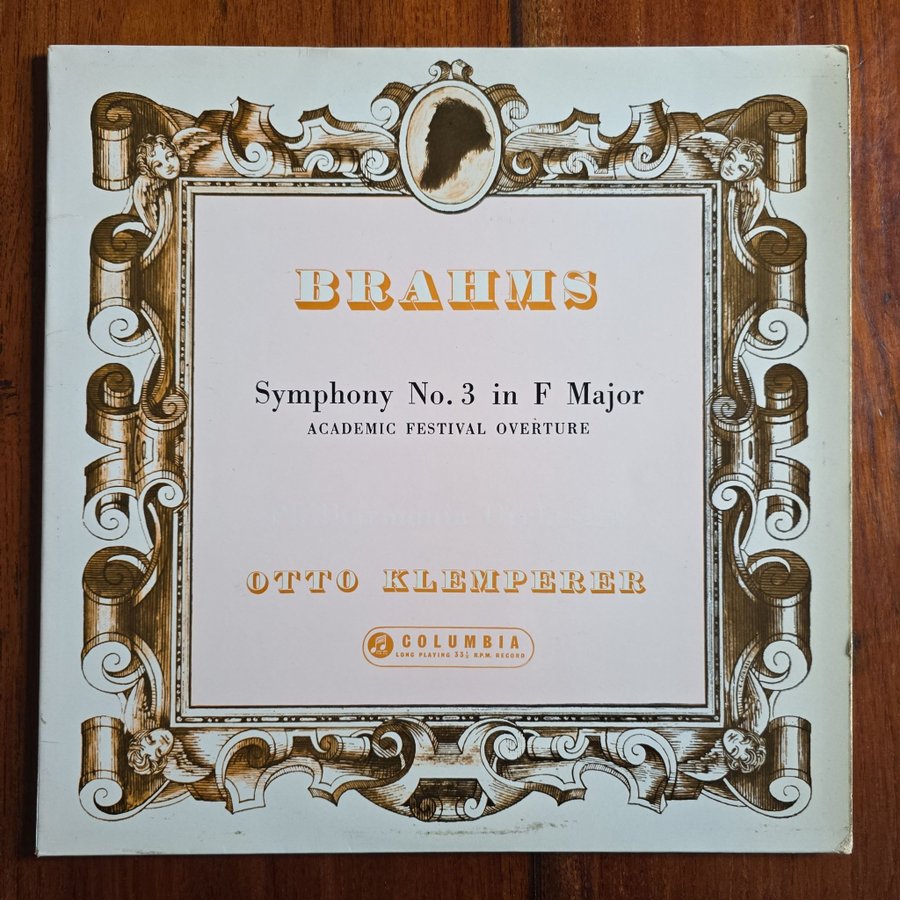 BRAHMS
Symphony No. 3 in F Major
ACADEMIC FESTIVAL OVERTURE
OTTO KLEMPERER
COLUMBIA
LONG PLAYING 33⅓ R.P.M. RECORD